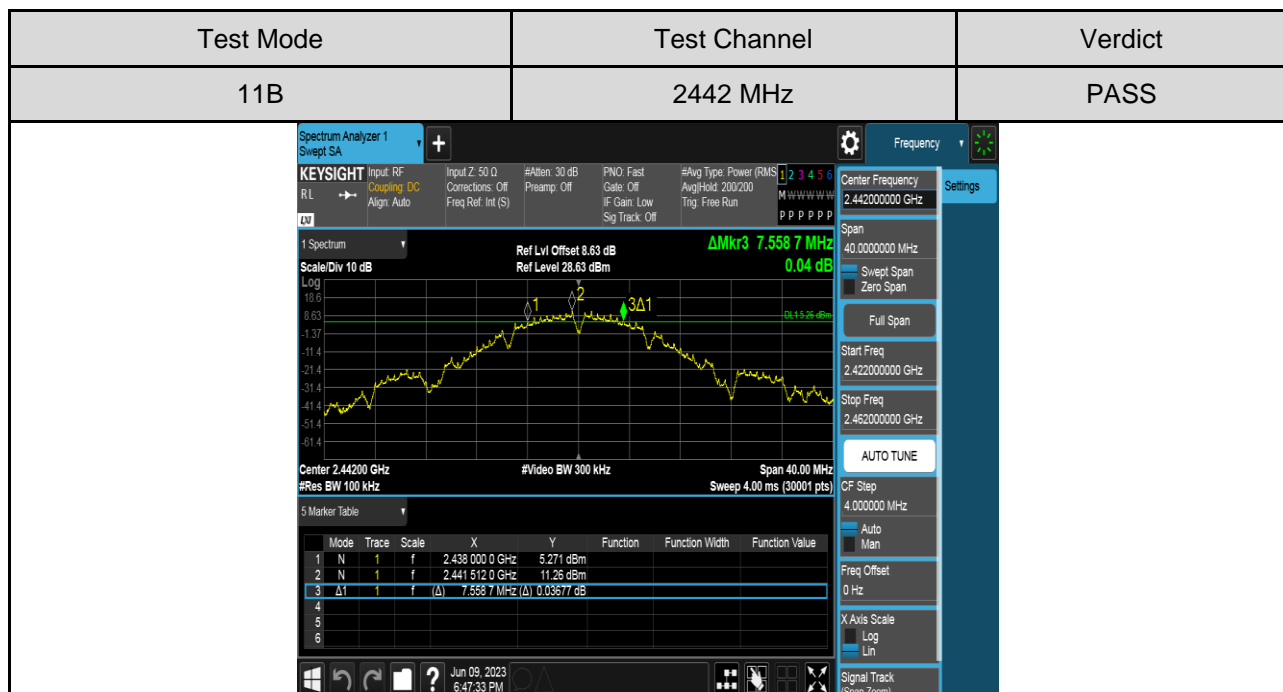 Test Mode Test Channel Verdict
11B 2442 MHz PASS
Spectrum Analyzer 1
Swept SA
+
Frequency
KEYSIGHT Input: RF Input Z: 50 Ω #Atten: 30 dB PNO: Fast #Avg Type: Power (RMS 1 2 3 4 5 6
RL Coupling: DC Corrections: Off Preamp: Off Gate: Off Avg|Hold: 200/200 M W W W W W
Align: Auto Freq Ref: Int (S) IF Gain: Low Trig: Free Run
LXI Sig Track: Off P P P P P P
Center Frequency
2.442000000 GHz
Settings
Span
40.0000000 MHz
Swept Span
Zero Span
Full Span
Start Freq
2.422000000 GHz
Stop Freq
2.462000000 GHz
AUTO TUNE
CF Step
4.000000 MHz
Auto
Man
Freq Offset
0 Hz
X Axis Scale
Log
Lin
Signal Track
(Span Zoom)
1 Spectrum
Ref Lvl Offset 8.63 dB ΔMkr3 7.558 7 MHz
Scale/Div 10 dB Ref Level 28.63 dBm 0.04 dB
Log
18.6
8.63
-1.37
-11.4
-21.4
-31.4
-41.4
-51.4
-61.4
1 2 3Δ1
DL1 5.26 dBm
Center 2.44200 GHz #Video BW 300 kHz Span 40.00 MHz
#Res BW 100 kHz Sweep 4.00 ms (30001 pts)
5 Marker Table
Mode Trace Scale X Y Function Function Width Function Value
1 N 1 f 2.438 000 0 GHz 5.271 dBm
2 N 1 f 2.441 512 0 GHz 11.26 dBm
3 Δ1 1 f (Δ) 7.558 7 MHz (Δ) 0.03677 dB
4
5
6
? Jun 09, 2023
6:47:33 PM